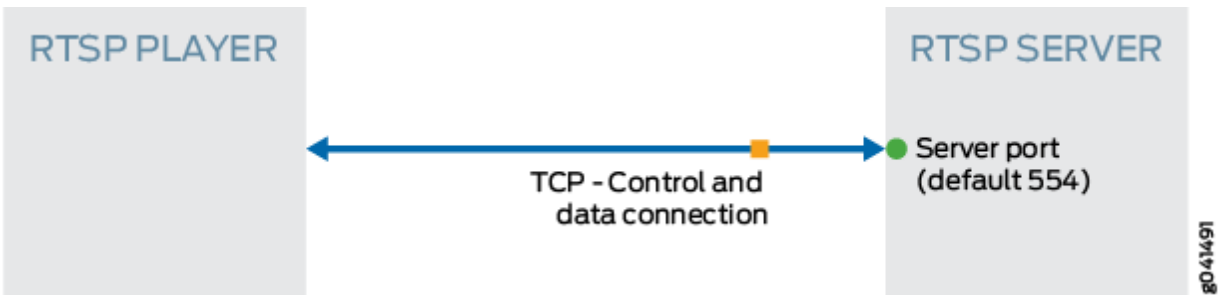 RTSP PLAYER
RTSP SERVER
TCP - Control and
data connection
Server port
(default 554)
g041491